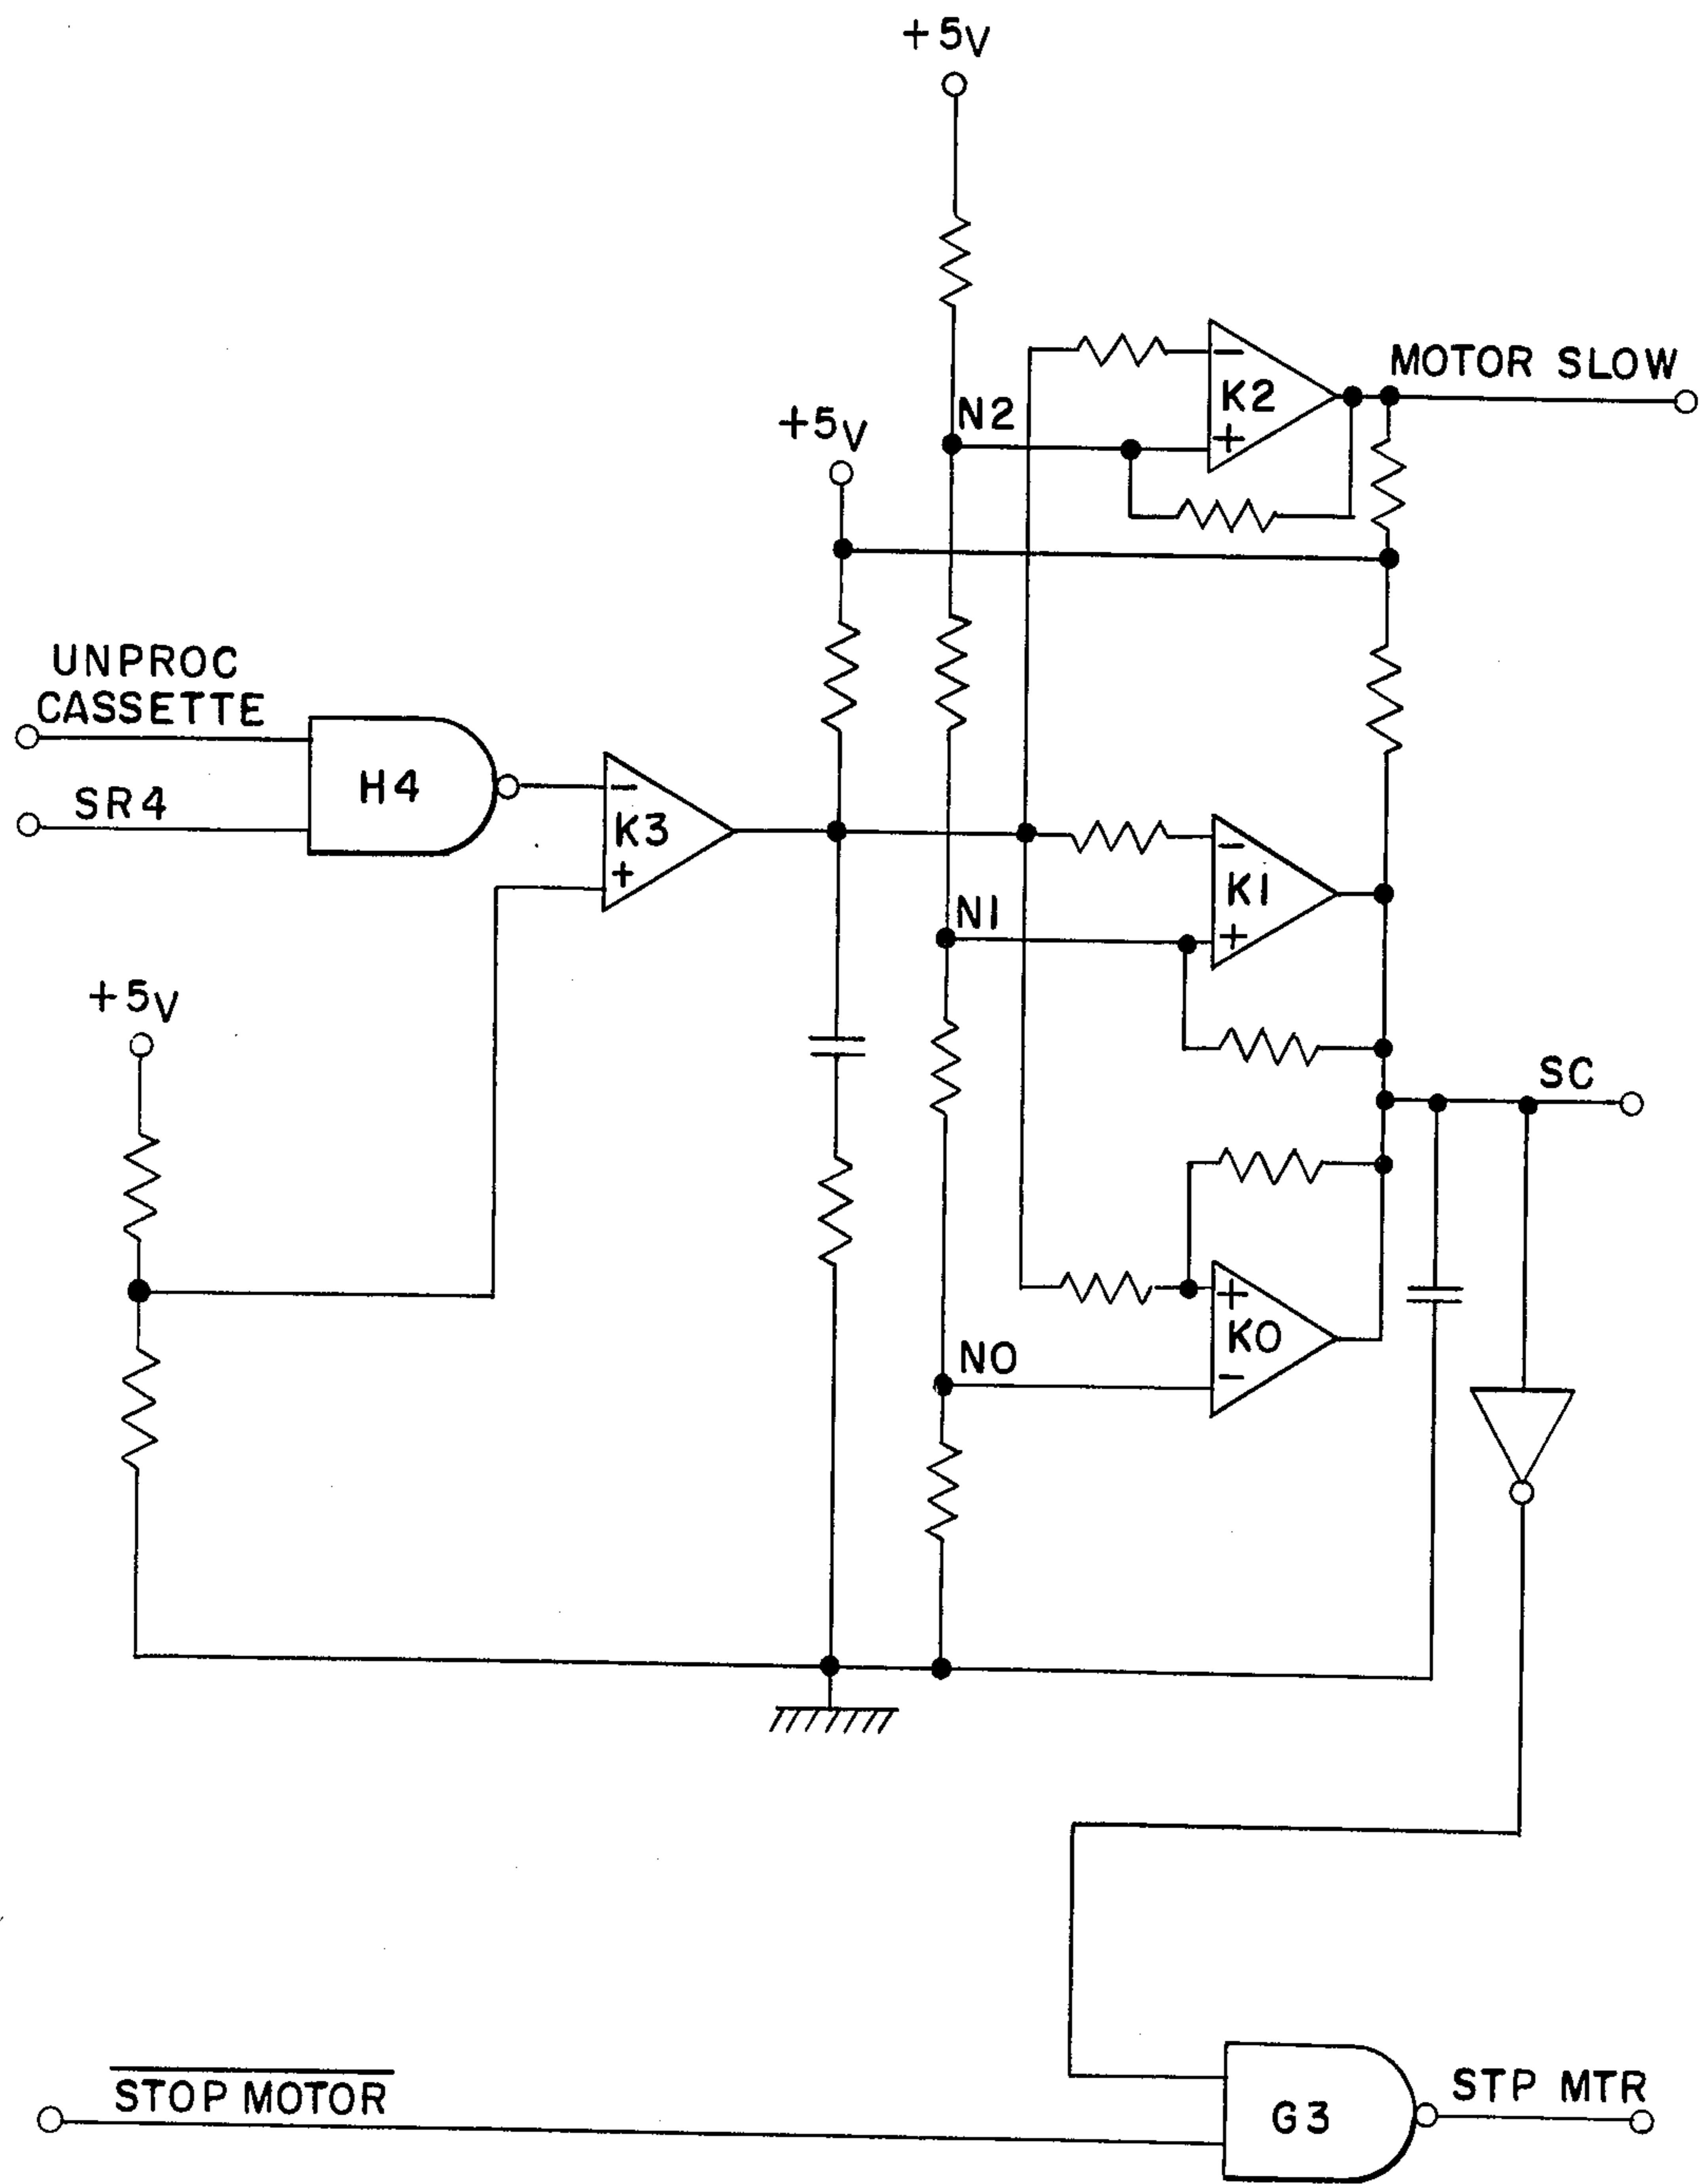 +5V
MOTOR SLOW
-
K2
+
N2
+5V
UNPROC
CASSETTE
H4
SR4
-
K3
+
-
K1
+
N1
+5V
SC
+
K0
-
N0
STOP MOTOR
G3
STP MTR